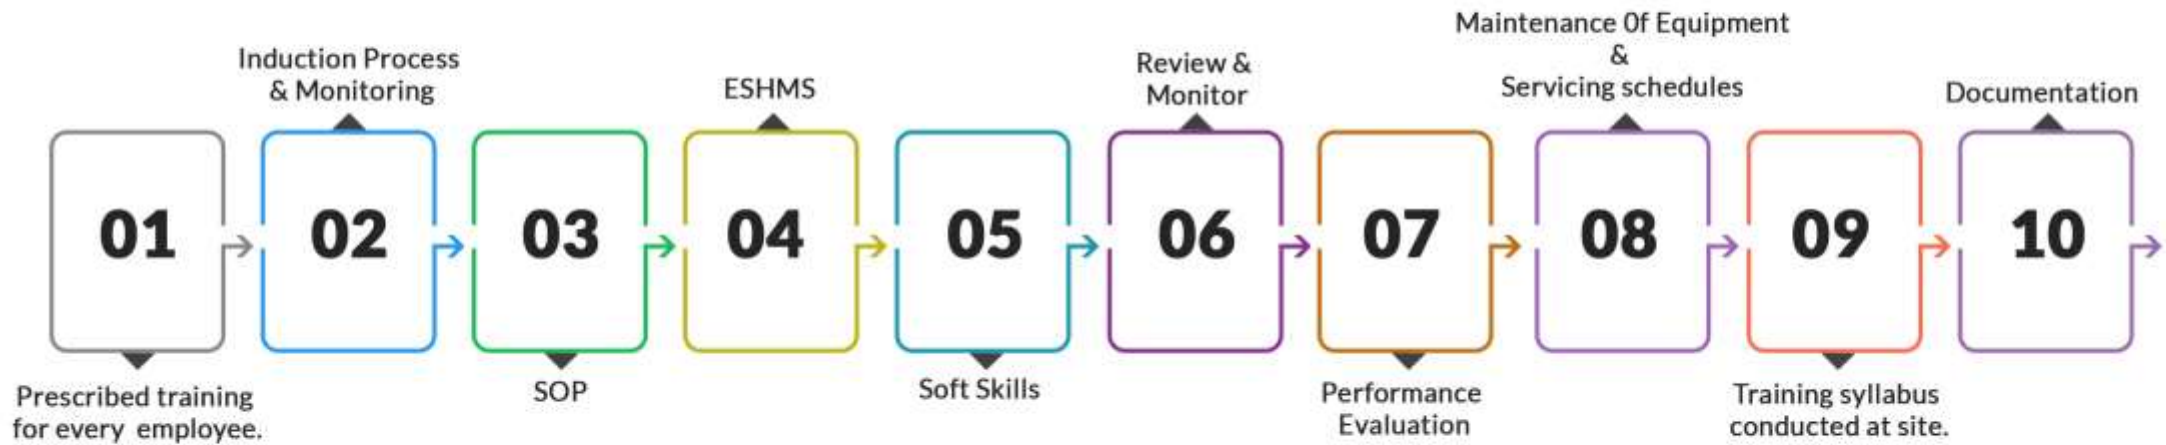 01
Prescribed training
for every employee.
02
Induction Process
& Monitoring
03
SOP
04
ESHMS
05
Soft Skills
06
Review &
Monitor
07
Performance
Evaluation
08
Maintenance Of Equipment
&
Servicing schedules
09
Training syllabus
conducted at site.
10
Documentation